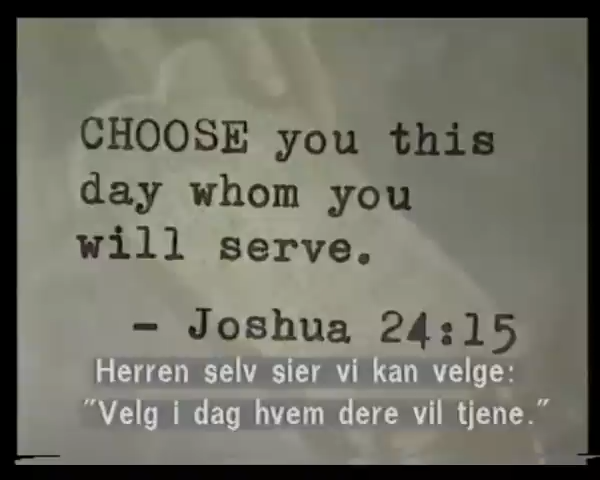 CHOOSE you this
day whom you
will serve.
- Joshua 24:15
Herren selv sier vi kan velge:
"Velg i dag hvem dere vil tjene."